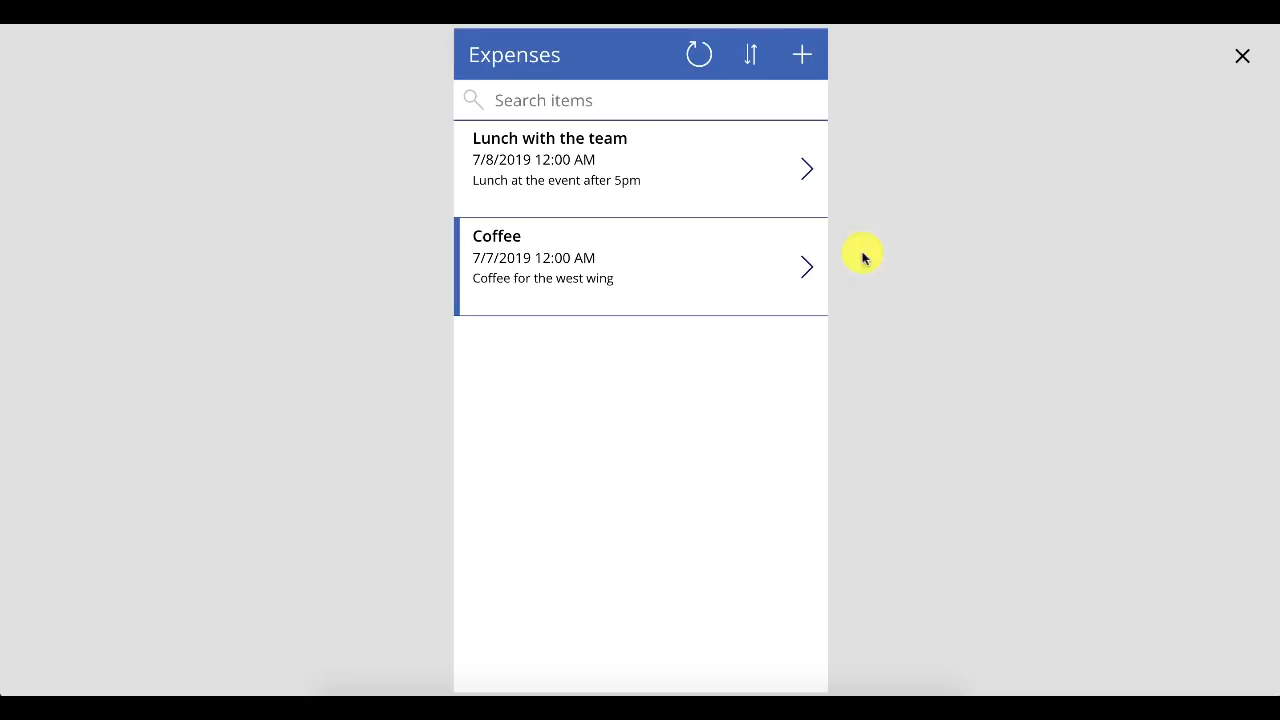 Expenses
Search items
Lunch with the team
7/8/2019 12:00 AM
Lunch at the event after 5pm
Coffee
7/7/2019 12:00 AM
Coffee for the west wing